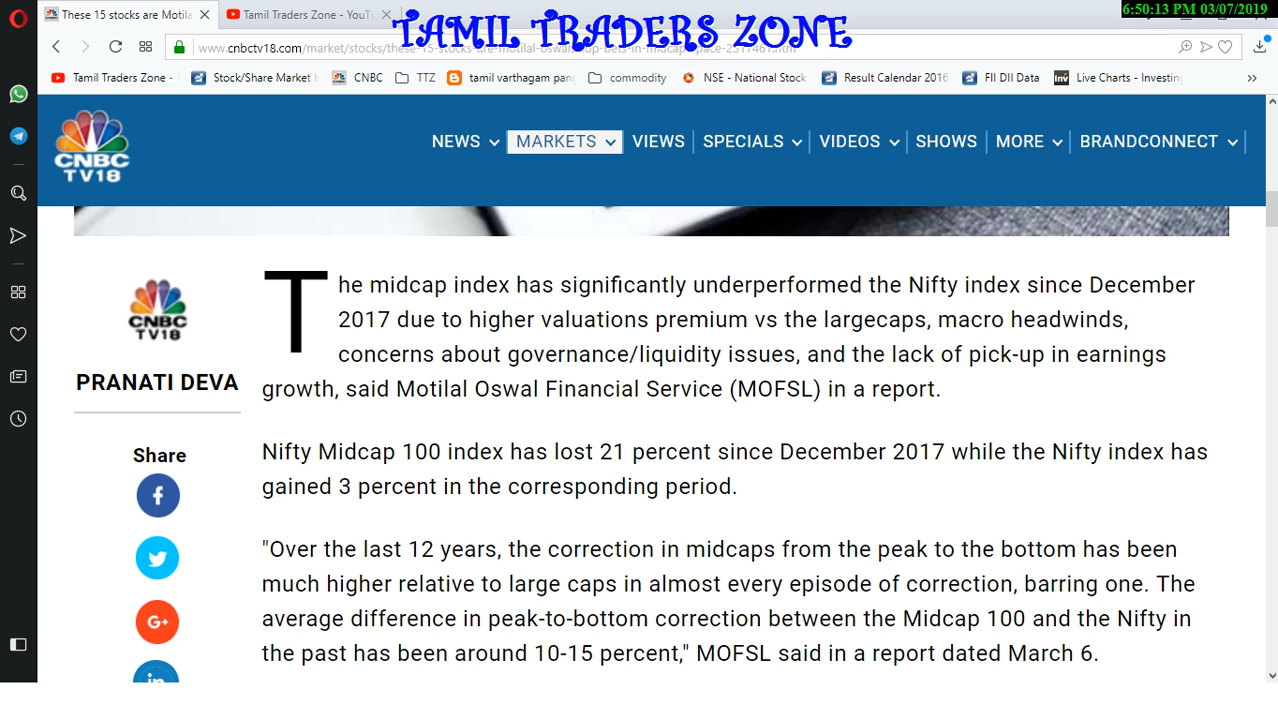 6:50:13 PM 03/07/2019
These 15 stocks are Motila
Tamil Traders Zone - YouTu
TAMIL TRADERS ZONE
www.cnbctv18.com/market/stocks/these-15-stocks-are-motilal-oswal
Tamil Traders Zone -
Stock/Share Market I
CNBC
TTZ
tamil varthagam pan
commodity
NSE - National Stock
Result Calendar 2016
FII DII Data
Live Charts - Investin
CNBC
TV18
NEWS
MARKETS
VIEWS
SPECIALS
VIDEOS
SHOWS
MORE
BRANDCONNECT
CNBC
TV18
PRANATI DEVA
Share
The midcap index has significantly underperformed the Nifty index since December
2017 due to higher valuations premium vs the largecaps, macro headwinds,
concerns about governance/liquidity issues, and the lack of pick-up in earnings
growth, said Motilal Oswal Financial Service (MOFSL) in a report.
Nifty Midcap 100 index has lost 21 percent since December 2017 while the Nifty index has
gained 3 percent in the corresponding period.
"Over the last 12 years, the correction in midcaps from the peak to the bottom has been
much higher relative to large caps in almost every episode of correction, barring one. The
average difference in peak-to-bottom correction between the Midcap 100 and the Nifty in
the past has been around 10-15 percent," MOFSL said in a report dated March 6.